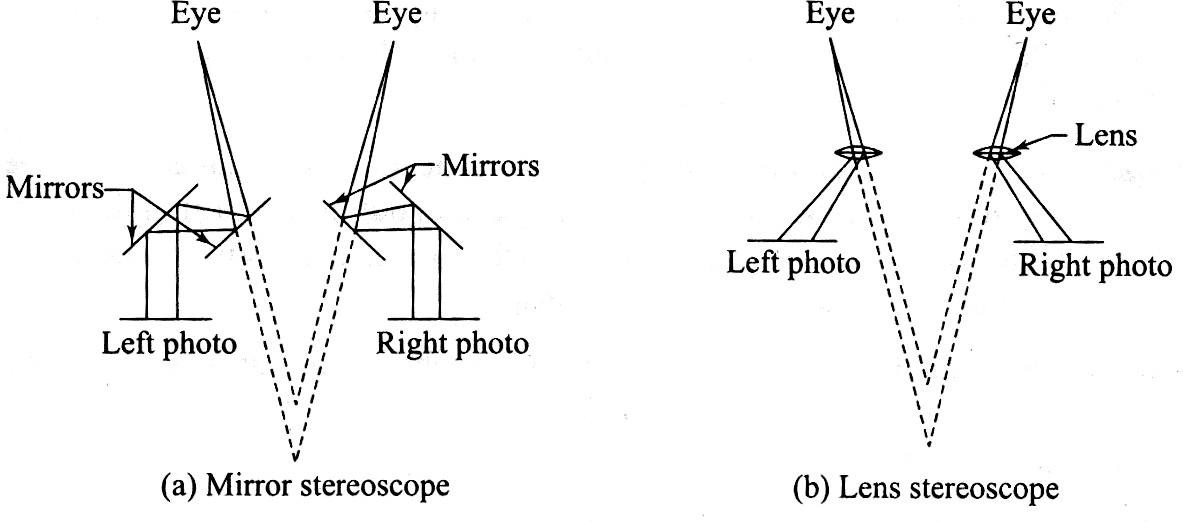 Eye
Eye
Mirrors
Mirrors
Left photo
Right photo
(a) Mirror stereoscope
Eye
Eye
Lens
Left photo
Right photo
(b) Lens stereoscope